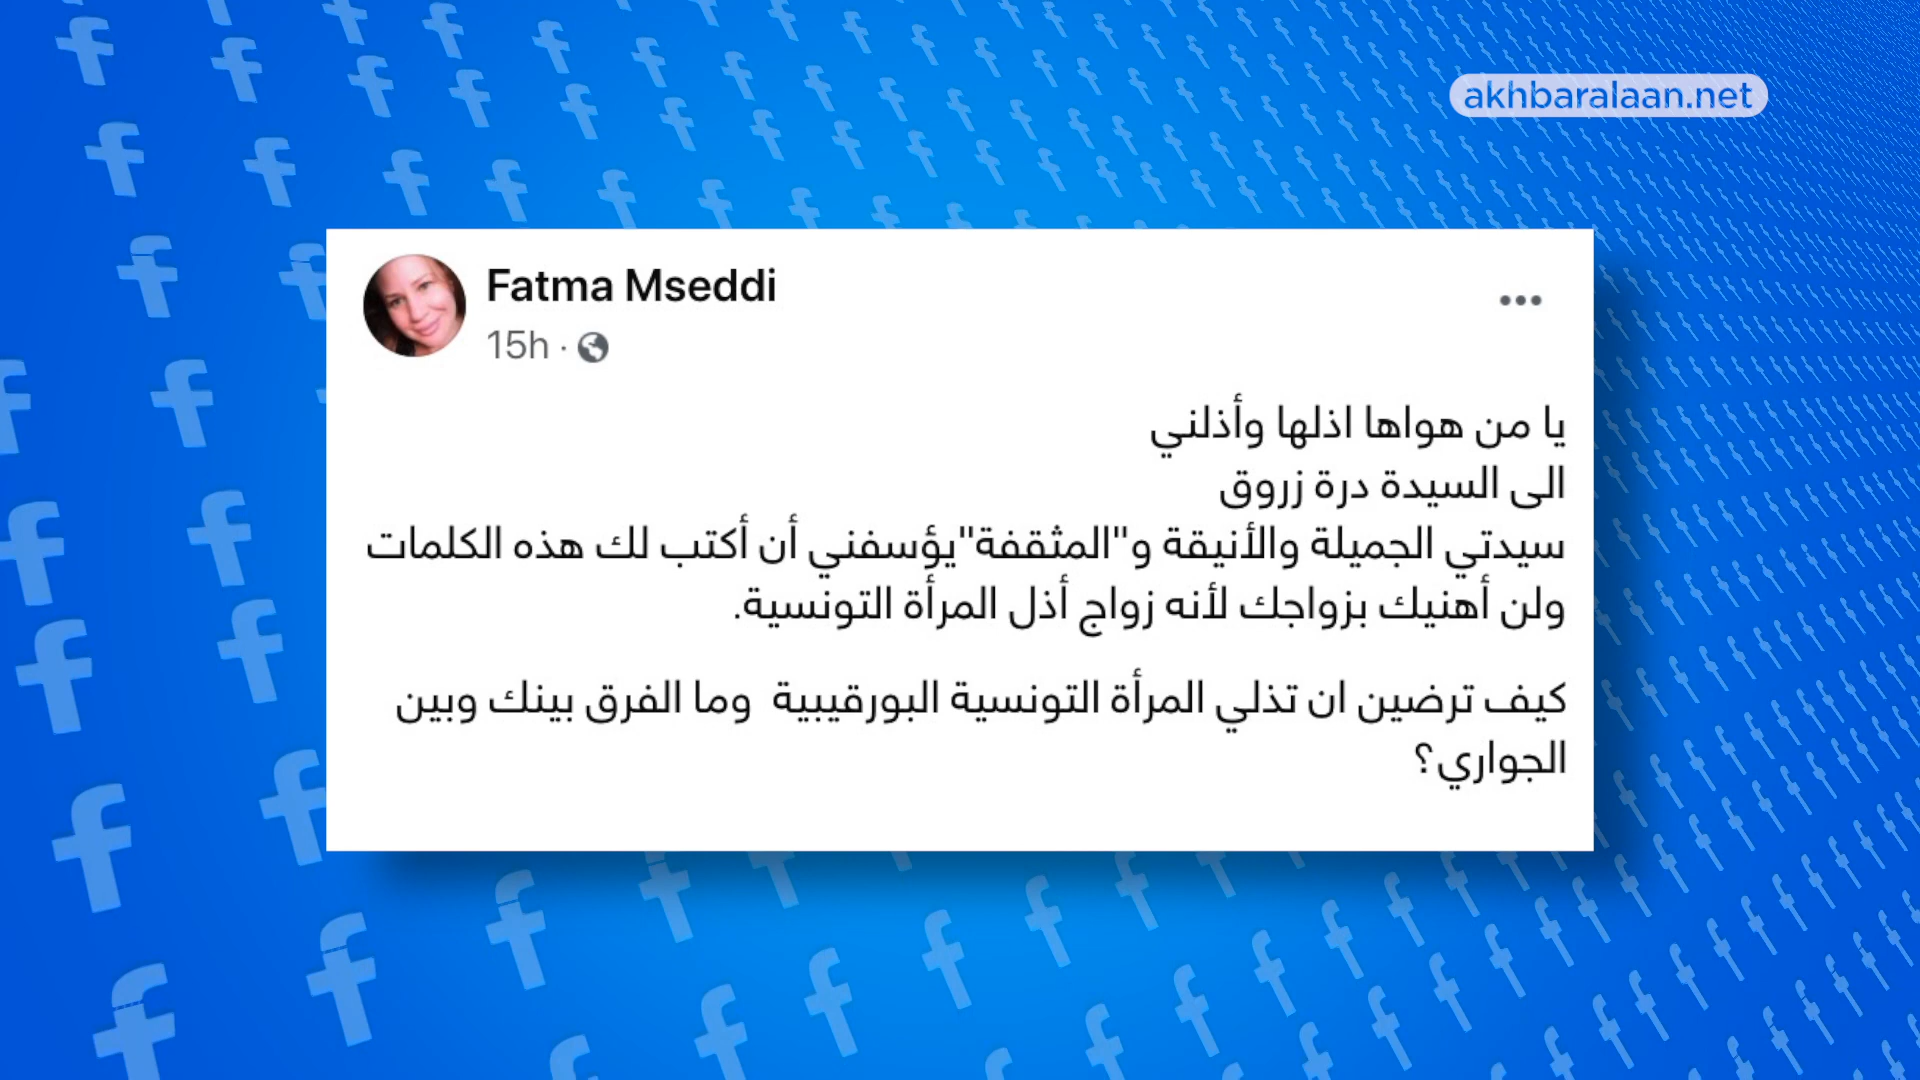 akhbaralaan.net
Fatma Mseddi
15h ·
يا من هواها اذلها وأذلني
الى السيدة درة زروق
سيدتي الجميلة والأنيقة و"المثقفة"يؤسفني أن أكتب لك هذه الكلمات
ولن أهنيك بزواجك لأنه زواج أذل المرأة التونسية.
كيف ترضين ان تذلي المرأة التونسية البورقيبية وما الفرق بينك وبين
الجواري؟